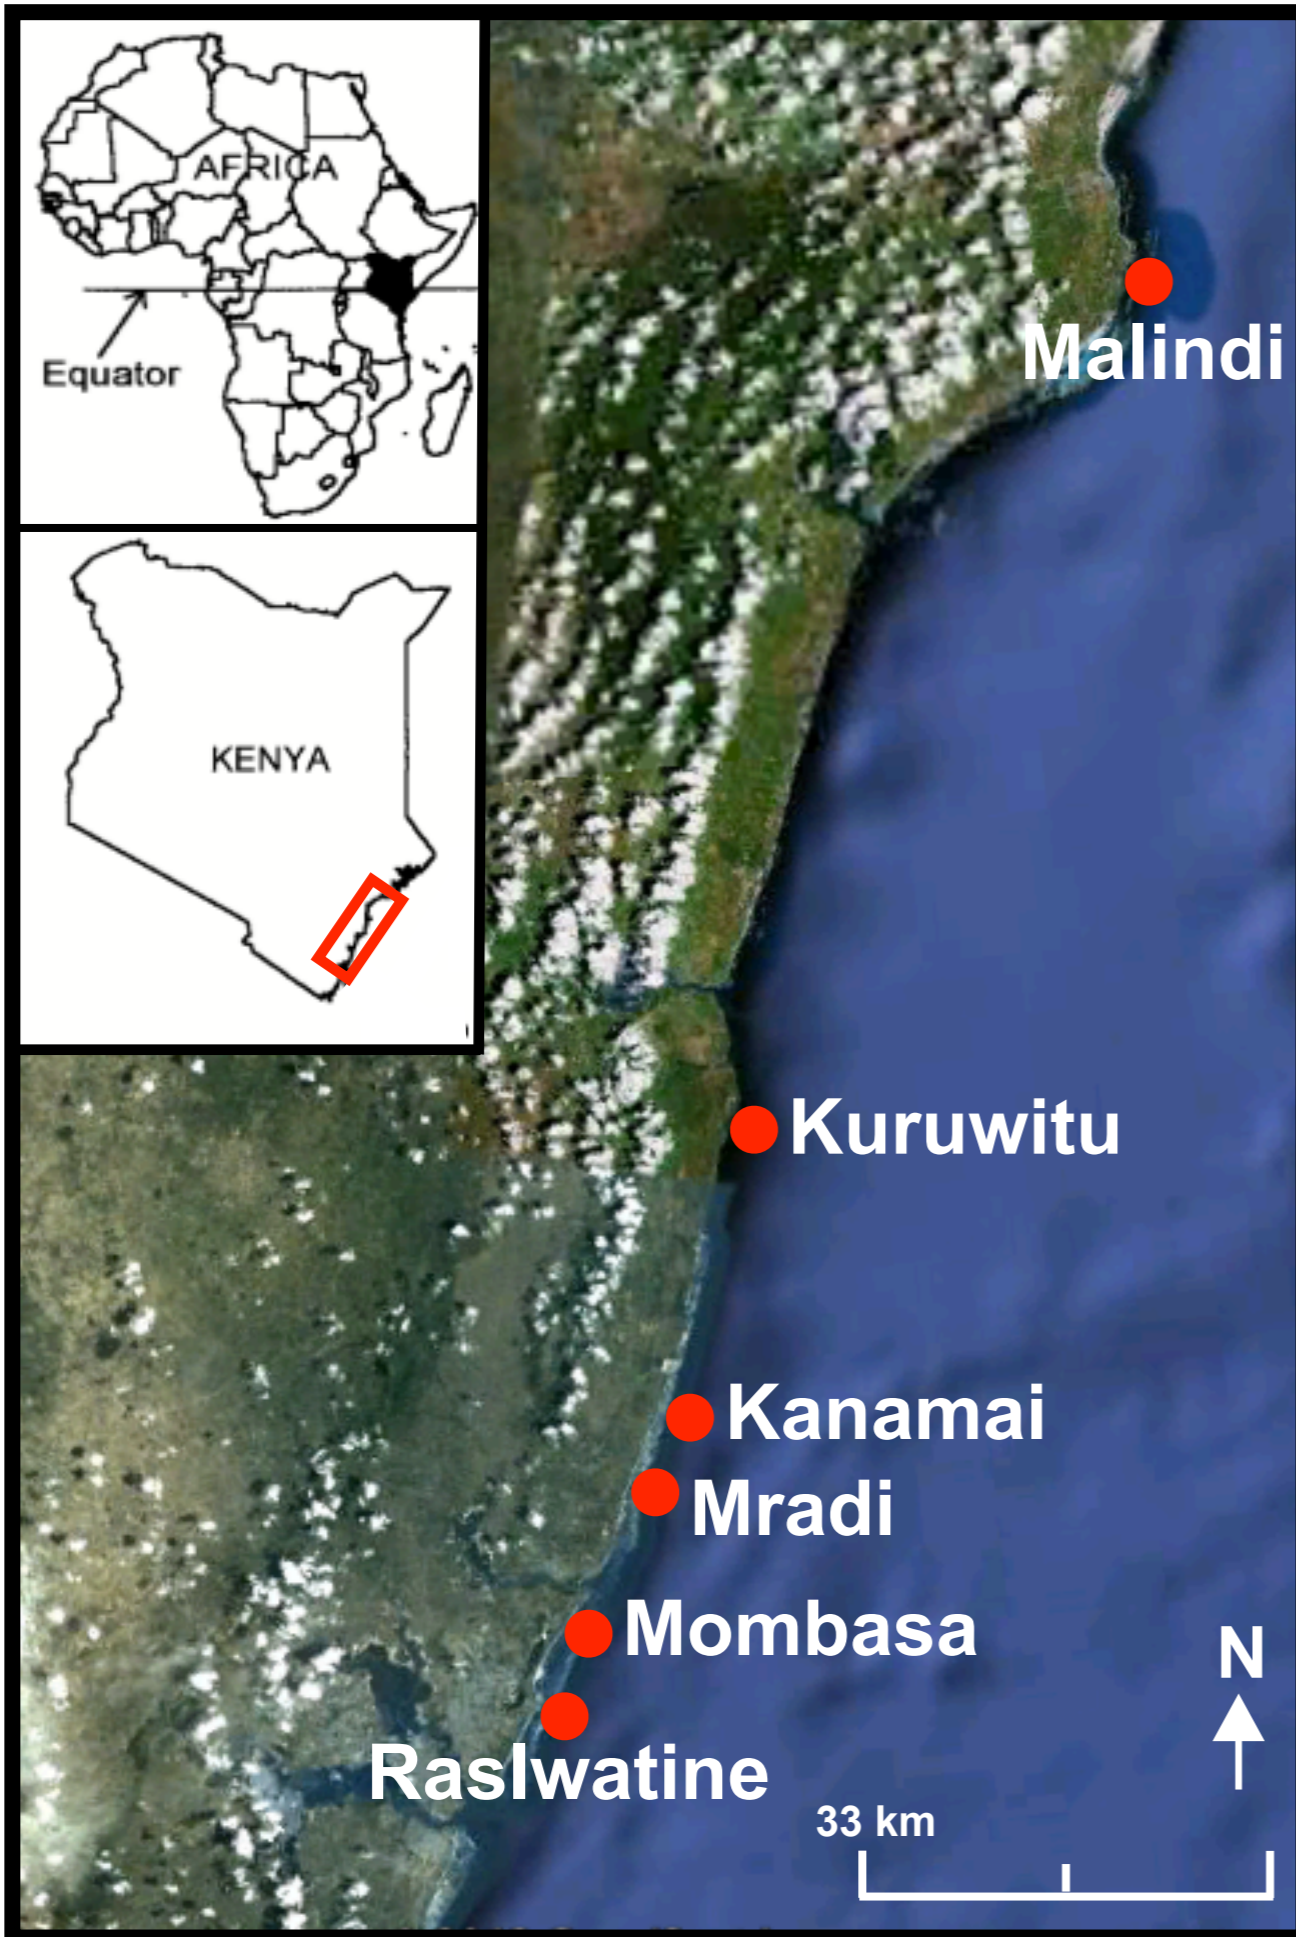 AFRICA
Equator
KENYA
Malindi
Kuruwitu
Kanamai
Mradi
Mombasa
RasIwatine
N
33 km